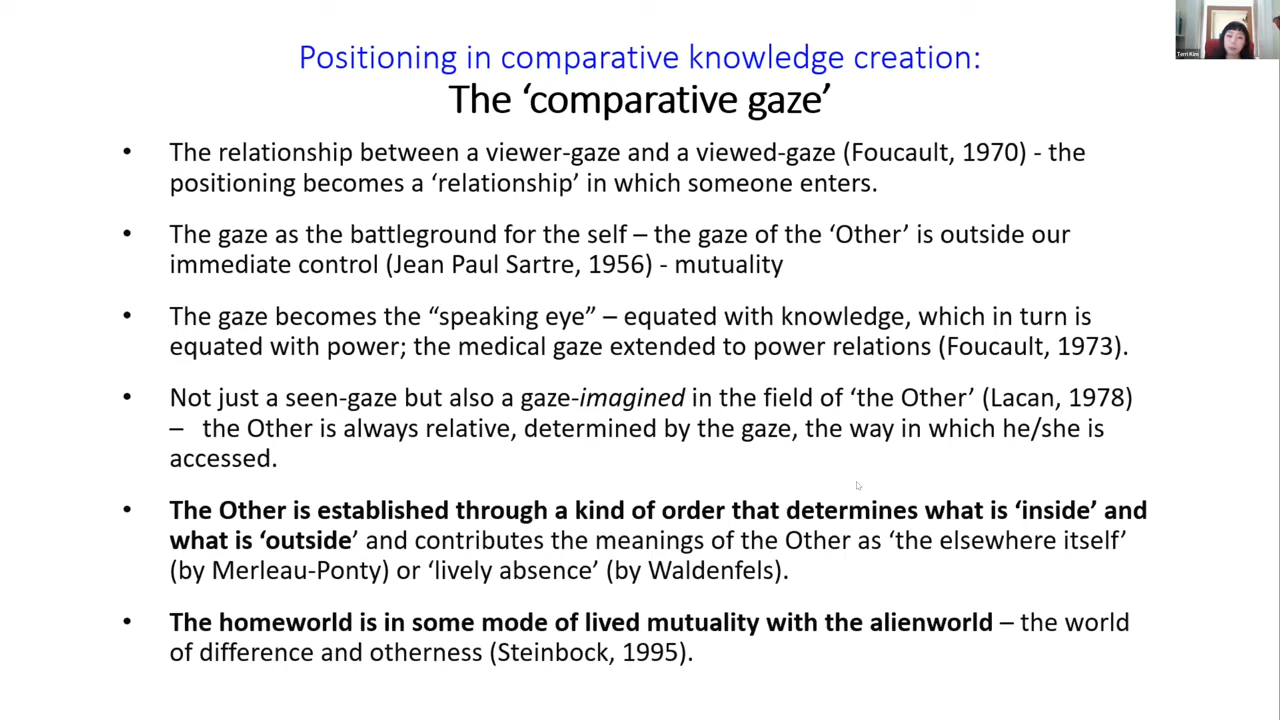 Positioning in comparative knowledge creation:
The ‘comparative gaze’
• The relationship between a viewer-gaze and a viewed-gaze (Foucault, 1970) - the
positioning becomes a ‘relationship’ in which someone enters.
• The gaze as the battleground for the self – the gaze of the ‘Other’ is outside our
immediate control (Jean Paul Sartre, 1956) - mutuality
• The gaze becomes the “speaking eye” – equated with knowledge, which in turn is
equated with power; the medical gaze extended to power relations (Foucault, 1973).
• Not just a seen-gaze but also a gaze-imagined in the field of ‘the Other’ (Lacan, 1978)
– the Other is always relative, determined by the gaze, the way in which he/she is
accessed.
• The Other is established through a kind of order that determines what is ‘inside’ and
what is ‘outside’ and contributes the meanings of the Other as ‘the elsewhere itself’
(by Merleau-Ponty) or ‘lively absence’ (by Waldenfels).
• The homeworld is in some mode of lived mutuality with the alienworld – the world
of difference and otherness (Steinbock, 1995).
Terri Kim